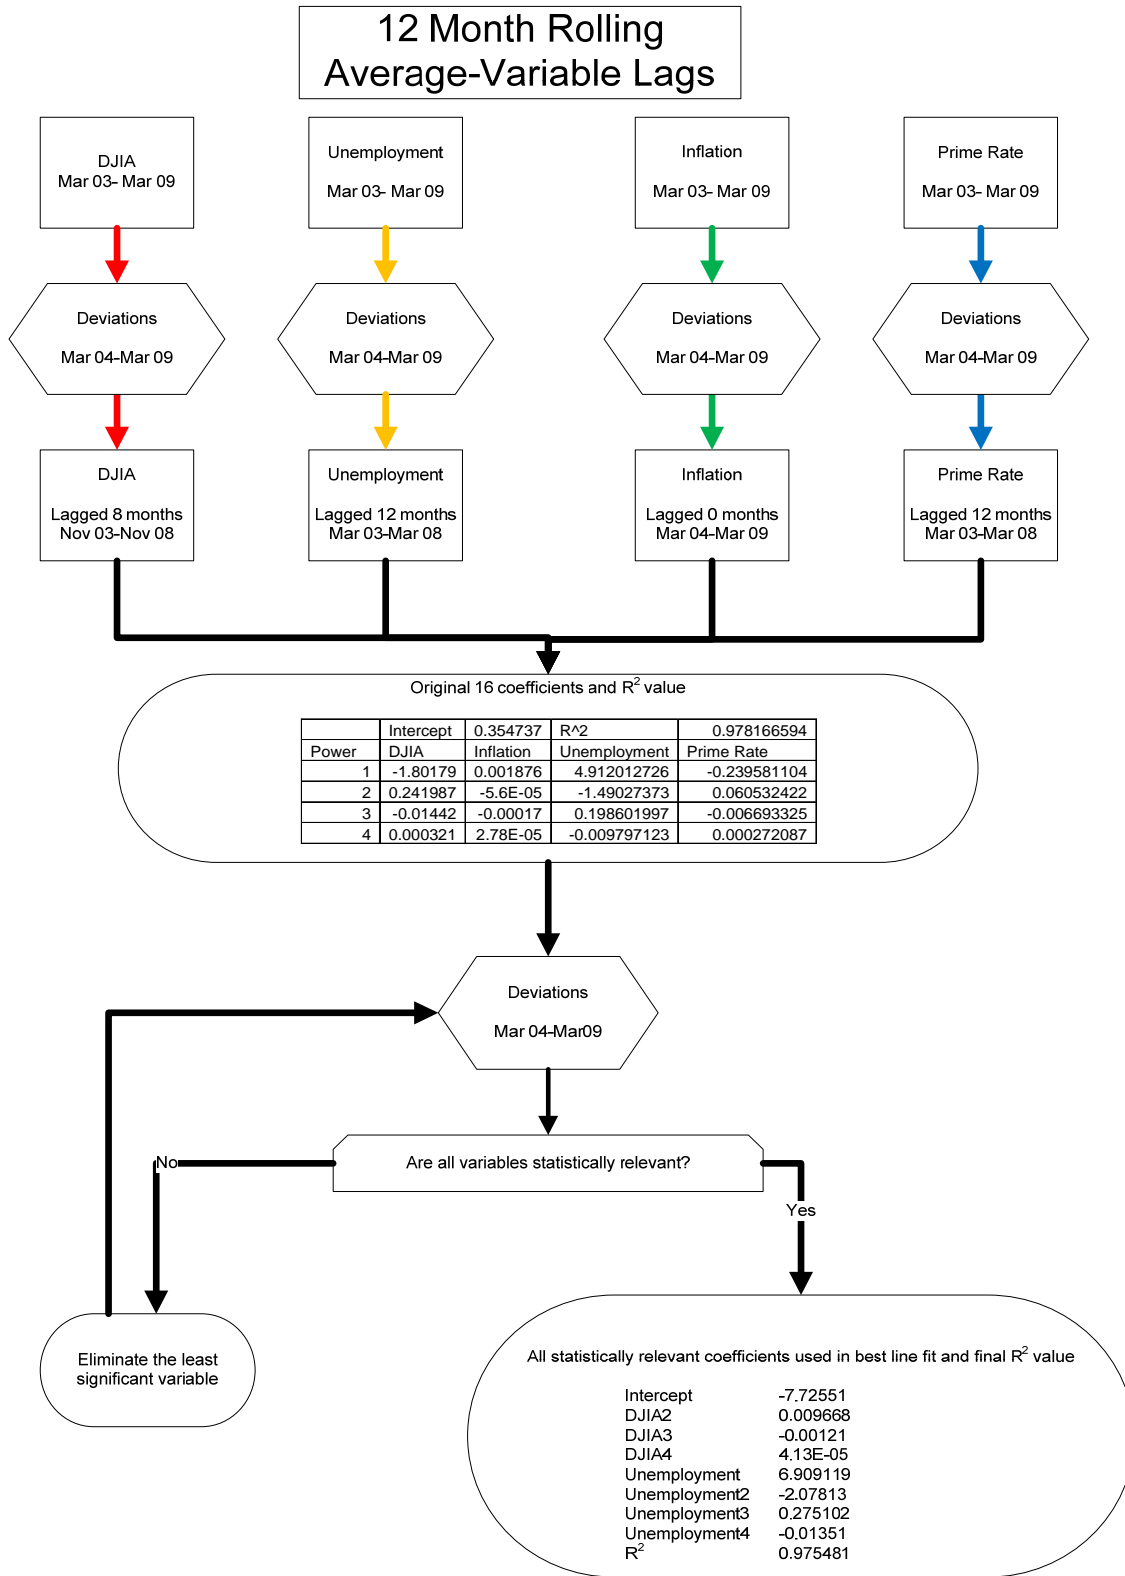 12 Month Rolling
Average-Variable Lags
DJIA
Mar 03- Mar 09
Unemployment
Mar 03- Mar 09
Inflation
Mar 03- Mar 09
Prime Rate
Mar 03- Mar 09
Deviations
Mar 04-Mar 09
Deviations
Mar 04-Mar 09
Deviations
Mar 04-Mar 09
Deviations
Mar 04-Mar 09
DJIA
Lagged 8 months
Nov 03-Nov 08
Unemployment
Lagged 12 months
Mar 03-Mar 08
Inflation
Lagged 0 months
Mar 04-Mar 09
Prime Rate
Lagged 12 months
Mar 03-Mar 08
Original 16 coefficients and R² value
Intercept 0.354737 R^2 0.978166594
Power DJIA Inflation Unemployment Prime Rate
1 -1.80179 0.001876 4.912012726 -0.239581104
2 0.241987 -5.6E-05 -1.49027373 0.060532422
3 -0.01442 -0.00017 0.198601997 -0.006693325
4 0.000321 2.78E-05 -0.009797123 0.000272087
Deviations
Mar 04-Mar09
Are all variables statistically relevant?
No
Yes
Eliminate the least
significant variable
All statistically relevant coefficients used in best line fit and final R² value
Intercept -7.72551
DJIA2 0.009668
DJIA3 -0.00121
DJIA4 4.13E-05
Unemployment 6.909119
Unemployment2 -2.07813
Unemployment3 0.275102
Unemployment4 -0.01351
R² 0.975481